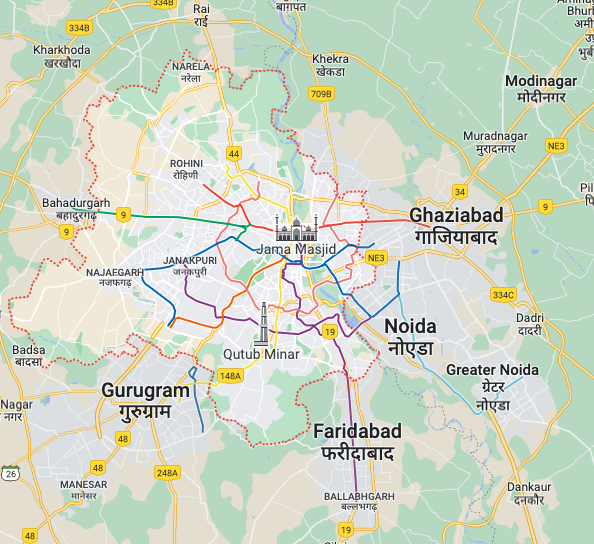 334B
Rai
राई
बागपत
334B
Kharkhoda
खरखौदा
NARELA
नरेला
Khekra
खेकडा
709B
Modinagar
मोदीनगर
Muradnagar
मुरादनगर
NE3
44
ROHINI
रोहिणी
34
9
Bahadurgarh
बहादुरगढ़
9
9
Ghaziabad
गाजियाबाद
Jama Masjid
NE3
JANAKPURI
जनकपुरी
NAJAFGARH
नजफगढ़
334C
Dadri
दादरी
19
Noida
नोएडा
Badsa
बादसा
Qutub Minar
148A
Greater Noida
ग्रेटर
नोएडा
Gurugram
गुरुग्राम
Nagar
नगर
Faridabad
फरीदाबाद
48
26
48
248A
MANESAR
मानेसर
BALLABHGARH
बल्लभगढ़
Dankaur
दनकौर
48
19